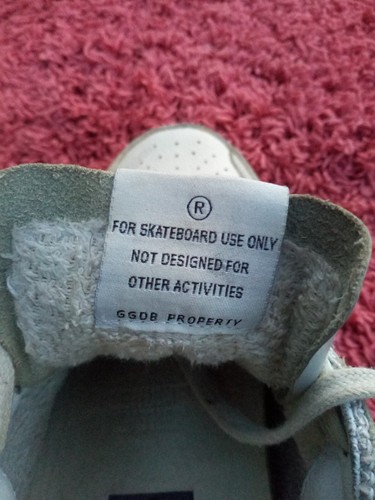 ®
FOR SKATEBOARD USE ONLY
NOT DESIGNED FOR
OTHER ACTIVITIES
GGDB PROPERTY